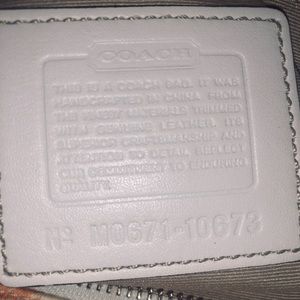 COACH
THIS IS A COACH BAG. IT WAS
HANDCRAFTED IN CHINA FROM
THE FINEST MATERIALS TRIMMED
WITH GENUINE LEATHER. ITS
SUPERIOR CRAFTSMANSHIP AND
ATTENTION TO DETAIL REFLECT
OUR COMMITMENT TO ENDURING
QUALITY.
Nº M0671-10673